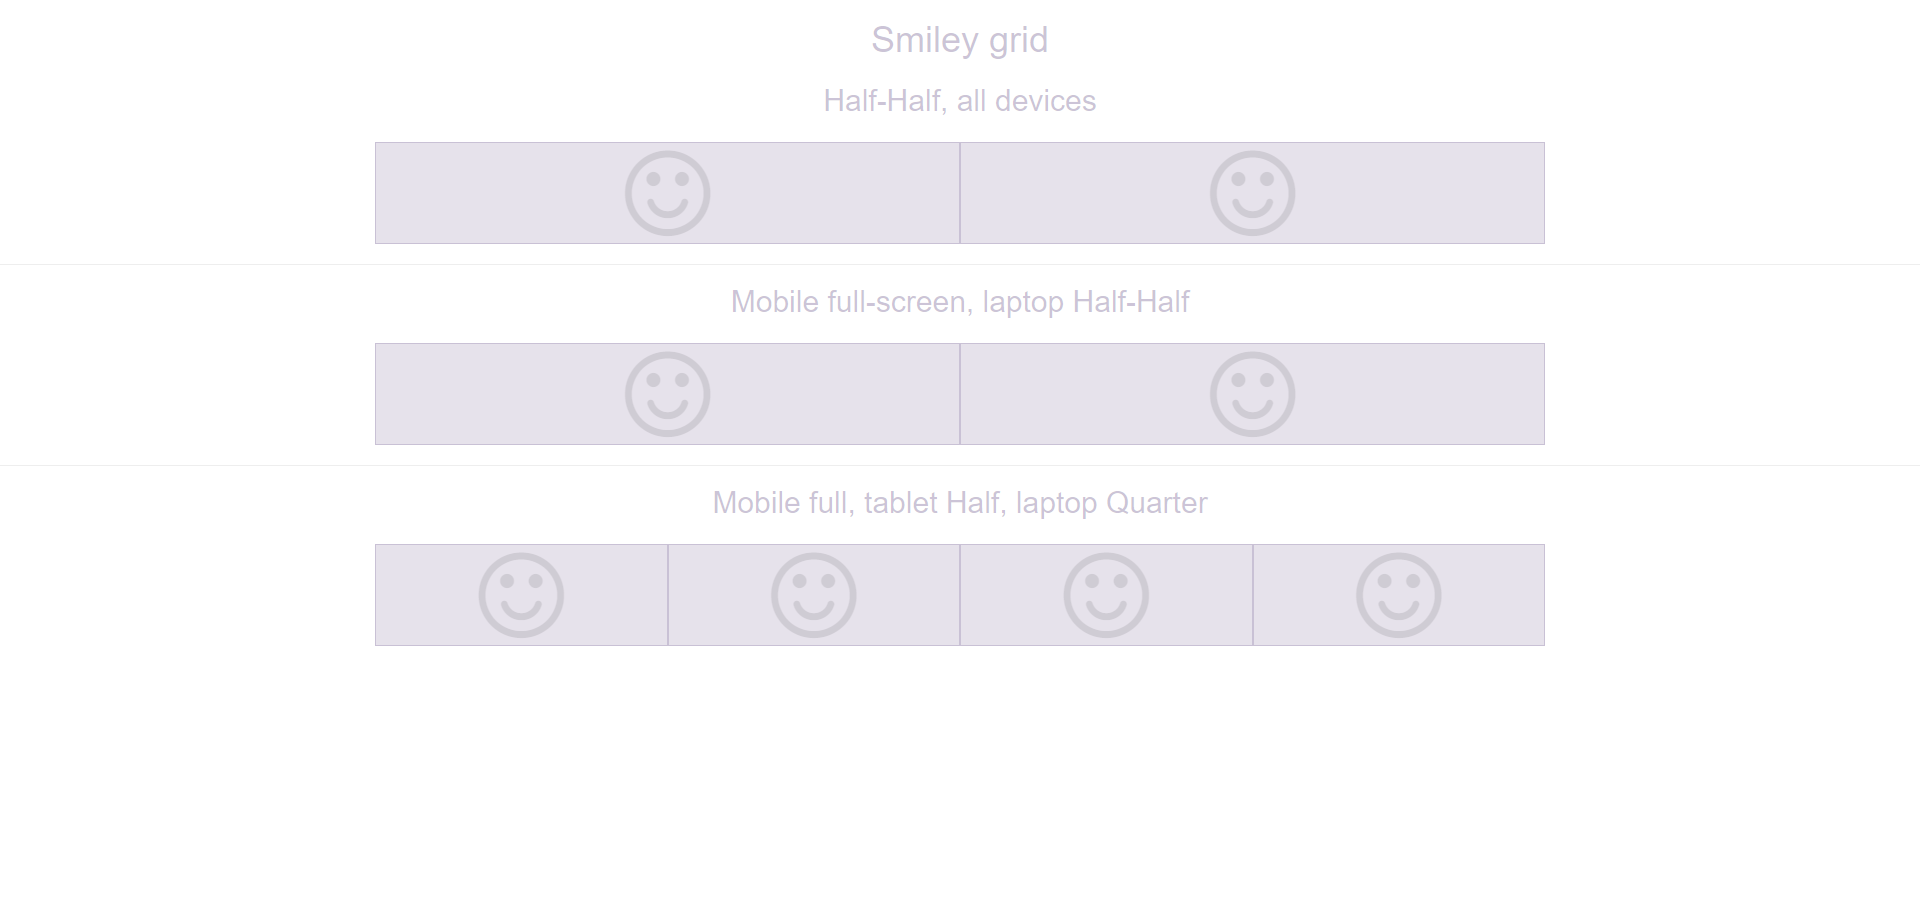 Smiley grid
Half-Half, all devices
Mobile full-screen, laptop Half-Half
Mobile full, tablet Half, laptop Quarter